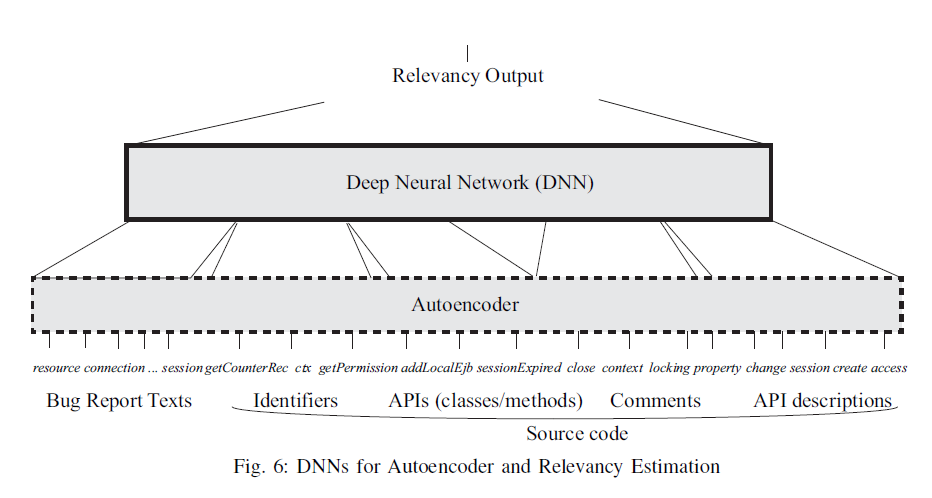 Relevancy Output
Deep Neural Network (DNN)
Autoencoder
resource connection ... session getCounterRec ctx getPermission addLocalEjb sessionExpired close context locking property change session create access
Bug Report Texts Identifiers APIs (classes/methods) Comments API descriptions
Source code
Fig. 6: DNNs for Autoencoder and Relevancy Estimation